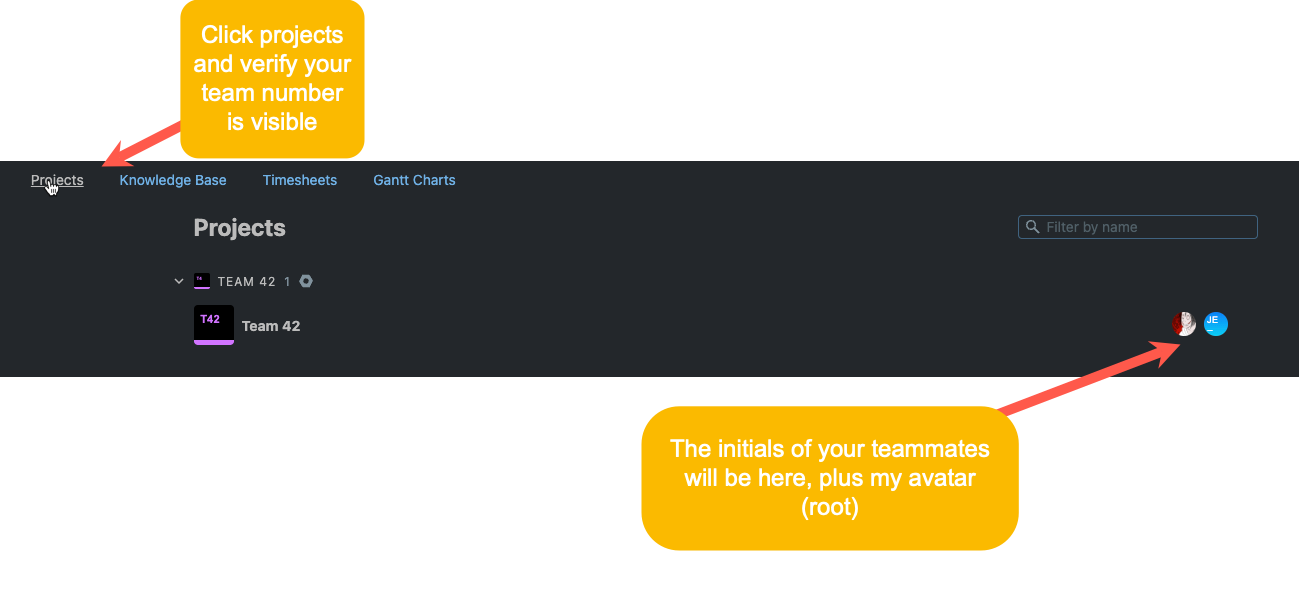 Click projects
and verify your
team number
is visible
Projects Knowledge Base Timesheets Gantt Charts
Projects
Filter by name
T4 TEAM 42 1
T42 Team 42
JE
The initials of your teammates
will be here, plus my avatar
(root)